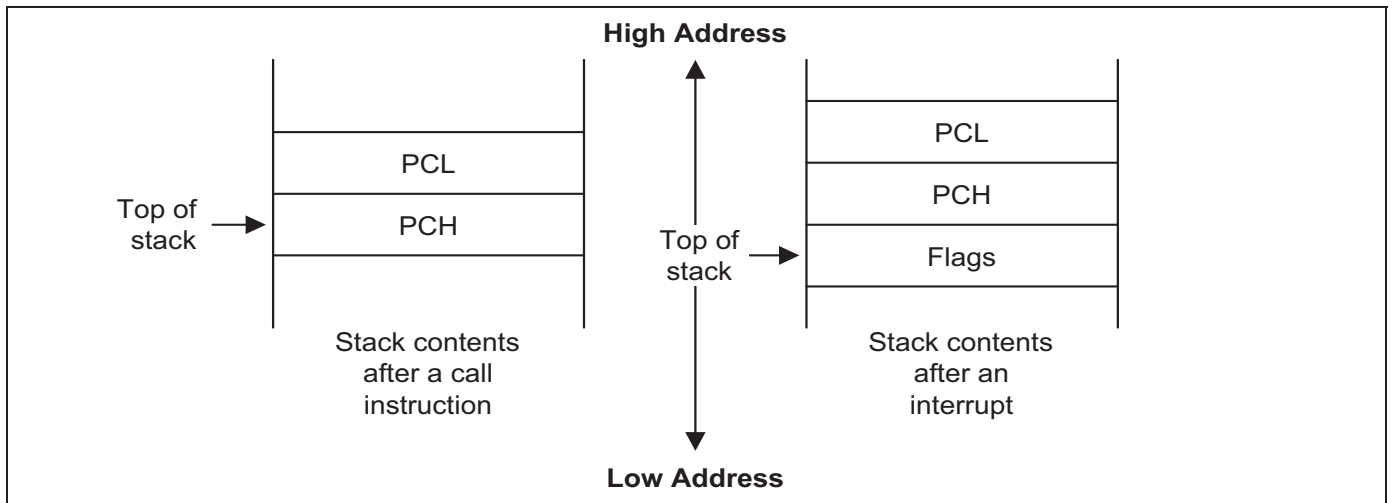 High Address
PCL
PCH
Top of
stack
Stack contents
after a call
instruction
Top of
stack
PCL
PCH
Flags
Stack contents
after an
interrupt
Low Address